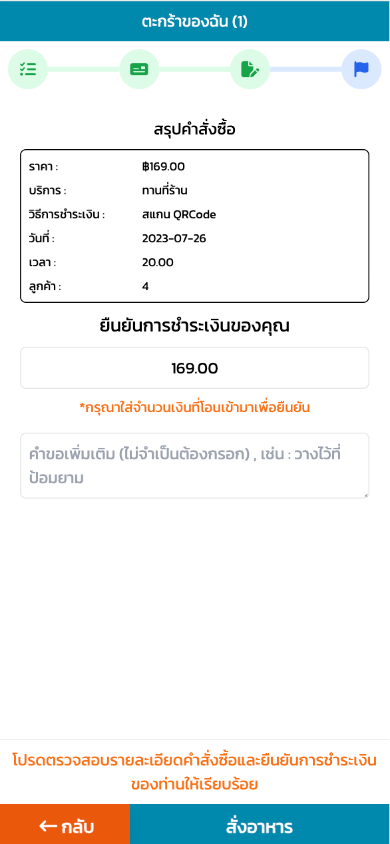 ตะกร้าของฉัน (1)
สรุปคำสั่งซื้อ
ราคา : ฿169.00
บริการ : ทานที่ร้าน
วิธีการชำระเงิน : สแกน QRCode
วันที่ : 2023-07-26
เวลา : 20.00
ลูกค้า : 4
ยืนยันการชำระเงินของคุณ
169.00
*กรุณาใส่จำนวนเงินที่โอนเข้ามาเพื่อยืนยัน
คำขอเพิ่มเติม (ไม่จำเป็นต้องกรอก) , เช่น : วางไว้ที่
ป้อมยาม
โปรดตรวจสอบรายละเอียดคำสั่งซื้อและยืนยันการชำระเงิน
ของท่านให้เรียบร้อย
← กลับ สั่งอาหาร